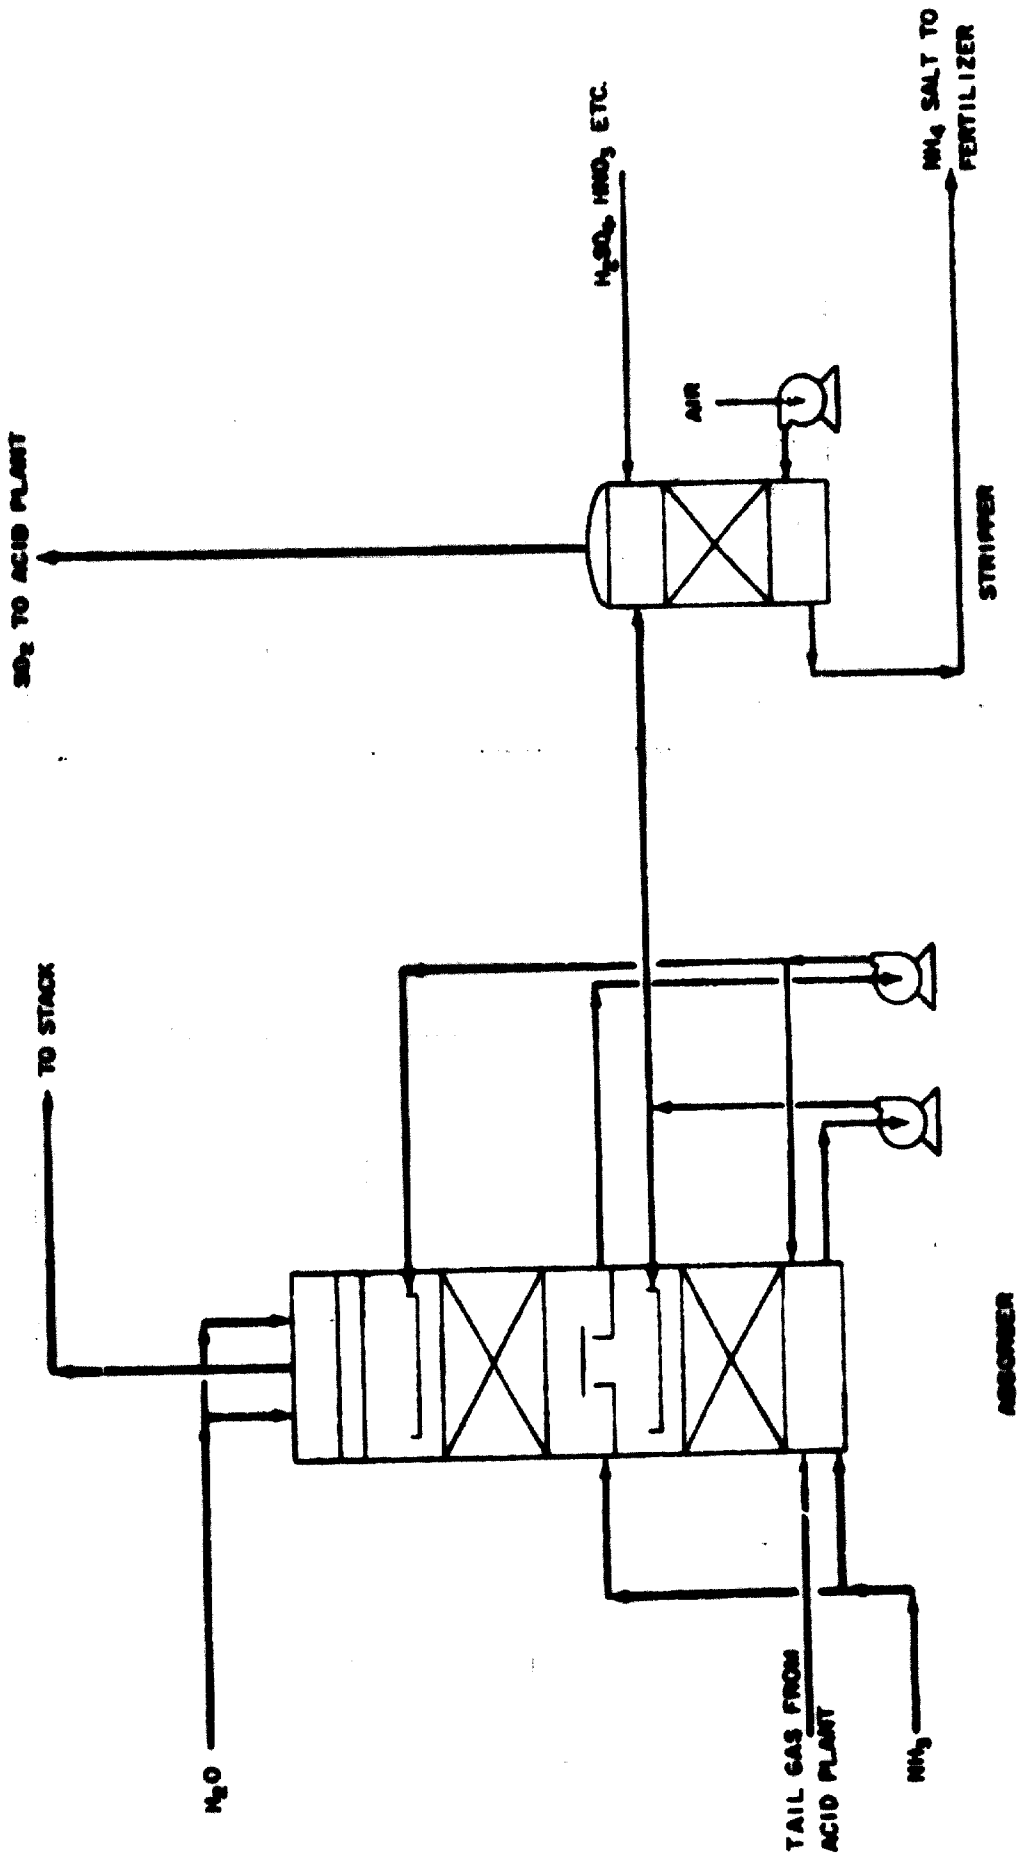 SO₂ TO ACID PLANT
TO STACK
H₂O
H₂SO₄, HNO₃ ETC.
AIR
NH₄ SALT TO
FERTILIZER
TAIL GAS FROM
ACID PLANT
NH₃
ABSORBER
STRIPPER